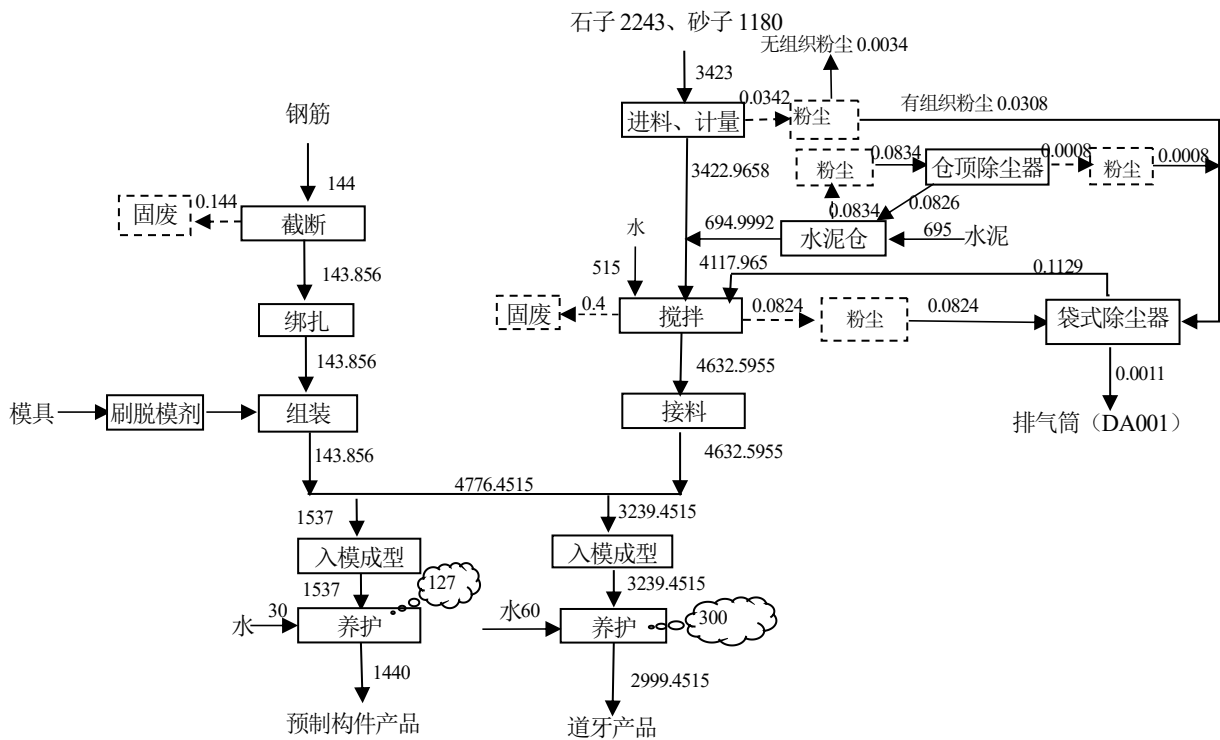 石子 2243、砂子 1180
无组织粉尘 0.0034
3423
0.0342
有组织粉尘 0.0308
钢筋
进料、计量
粉尘
0.0834
仓顶除尘器
0.0008
粉尘
0.0008
3422.9658
粉尘
144
0.0826
固废
0.144
截断
0.0834
694.9992
水泥仓
695
水泥
水
143.856
515
4117.965
0.1129
固废
0.4
搅拌
0.0824
粉尘
0.0824
袋式除尘器
绑扎
143.856
4632.5955
0.0011
模具
刷脱模剂
组装
接料
排气筒（DA001）
143.856
4632.5955
4776.4515
1537
3239.4515
入模成型
入模成型
1537
127
3239.4515
水
30
养护
水60
养护
300
1440
2999.4515
预制构件产品
道牙产品